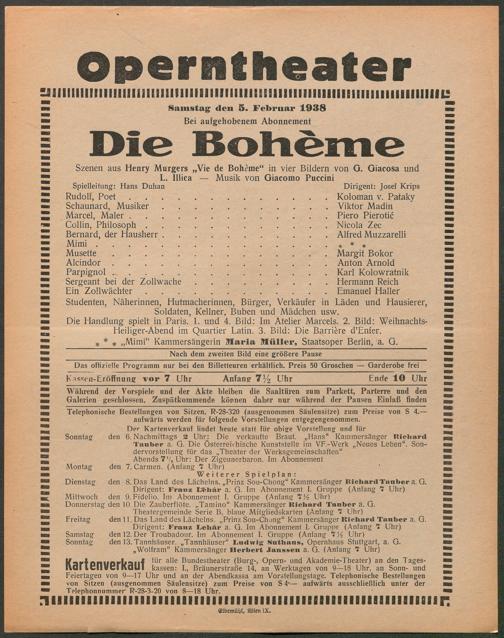 Operntheater
Samstag den 5. Februar 1938
Bei aufgehobenem Abonnement
Die Bohème
Szenen aus Henry Murgers „Vie de Bohème" in vier Bildern von G. Giacosa und
L. Illica — Musik von Giacomo Puccini
Spielleitung: Hans Duhan Dirigent: Josef Krips
Rudolf, Poet . . . . . . . . . . . Koloman v. Pataky
Schaunard, Musiker . . . . . . . . . Viktor Madin
Marcel, Maler . . . . . . . . . . . Piero Pierotić
Collin, Philosoph . . . . . . . . . . Nicola Zec
Bernard, der Hausherr . . . . . . . . . Alfred Muzzarelli
Mimi . . . . . . . . . . . . . * * *
Musette . . . . . . . . . . . . Margit Bokor
Alcindor . . . . . . . . . . . . Anton Arnold
Parpignol . . . . . . . . . . . . Karl Kolowratnik
Sergeant bei der Zollwache . . . . . . . Hermann Reich
Ein Zollwächter . . . . . . . . . . Emanuel Haller
Studenten, Näherinnen, Hutmacherinnen, Bürger, Verkäufer in Läden und Hausierer,
Soldaten, Kellner, Buben und Mädchen usw.
Die Handlung spielt in Paris. 1. und 4. Bild: Im Atelier Marcels. 2. Bild: Weihnachts-
Heiliger-Abend im Quartier Latin. 3. Bild: Die Barrière d'Enfer.
* * * „Mimi" Kammersängerin Maria Müller, Staatsoper Berlin, a. G.
Nach dem zweiten Bild eine größere Pause
Das offizielle Programm nur bei den Billetteuren erhältlich. Preis 50 Groschen — Garderobe frei
Kassen-Eröffnung vor 7 Uhr Anfang 7½ Uhr Ende 10 Uhr
Während der Vorspiele und der Akte bleiben die Saaltüren zum Parkett, Parterre und den
Galerien geschlossen. Zuspätkommende können daher nur während der Pausen Einlaß finden
Telephonische Bestellungen von Sitzen, R-28-320 (ausgenommen Säulensitze) zum Preise von S 4.—
aufwärts werden für folgende Vorstellungen entgegengenommen.
Der Kartenverkauf findet heute statt für obige Vorstellung und für
Sonntag den 6. Nachmittags 2 Uhr: Die verkaufte Braut. „Hans" Kammersänger Richard
Tauber a. G. Die Österreichische Kunststelle im VF.-Werk „Neues Leben". Son-
dervorstellung für das „Theater der Werksgemeinschaften"
Abends 7½ Uhr: Der Zigeunerbaron. Im Abonnement
Montag den 7. Carmen. (Anfang 7 Uhr)
Weiterer Spielplan:
Dienstag den 8. Das Land des Lächelns. „Prinz Sou-Chong" Kammersänger Richard Tauber a. G.
Dirigent: Franz Lehár a. G. Im Abonnement I. Gruppe (Anfang 7 Uhr)
Mittwoch den 9. Fidelio. Im Abonnement I. Gruppe (Anfang 7½ Uhr)
Donnerstag den 10. Die Zauberflöte. „Tamino" Kammersänger Richard Tauber a. G.
Theatergemeinde Serie B, blaue Mitgliedskarten (Anfang 7 Uhr)
Freitag den 11. Das Land des Lächelns. „Prinz Sou-Chong" Kammersänger Richard Tauber a. G.
Dirigent: Franz Lehár a. G. Im Abonnement I. Gruppe (Anfang 7 Uhr)
Samstag den 12. Der Troubadour. Im Abonnement I. Gruppe (Anfang 7½ Uhr)
Sonntag den 13. Tannhäuser. „Tannhäuser" Ludwig Suthaus, Opernhaus Stuttgart, a. G.
„Wolfram" Kammersänger Herbert Janssen a. G. (Anfang 7 Uhr)
Kartenverkauf für alle Bundestheater (Burg-, Opern- und Akademie-Theater) an den Tages-
kassen: I., Bräunerstraße 14, an Werktagen von 9—18 Uhr, an Sonn- und
Feiertagen von 9—17 Uhr und an der Abendkassa am Vorstellungstage. Telephonische Bestellungen
von Sitzen (ausgenommen Säulensitze) zum Preise von S 4·— aufwärts ausschließlich unter der
Telephonnummer R-28-3-20 von 8—18 Uhr.
Elbemühl, Wien IX.